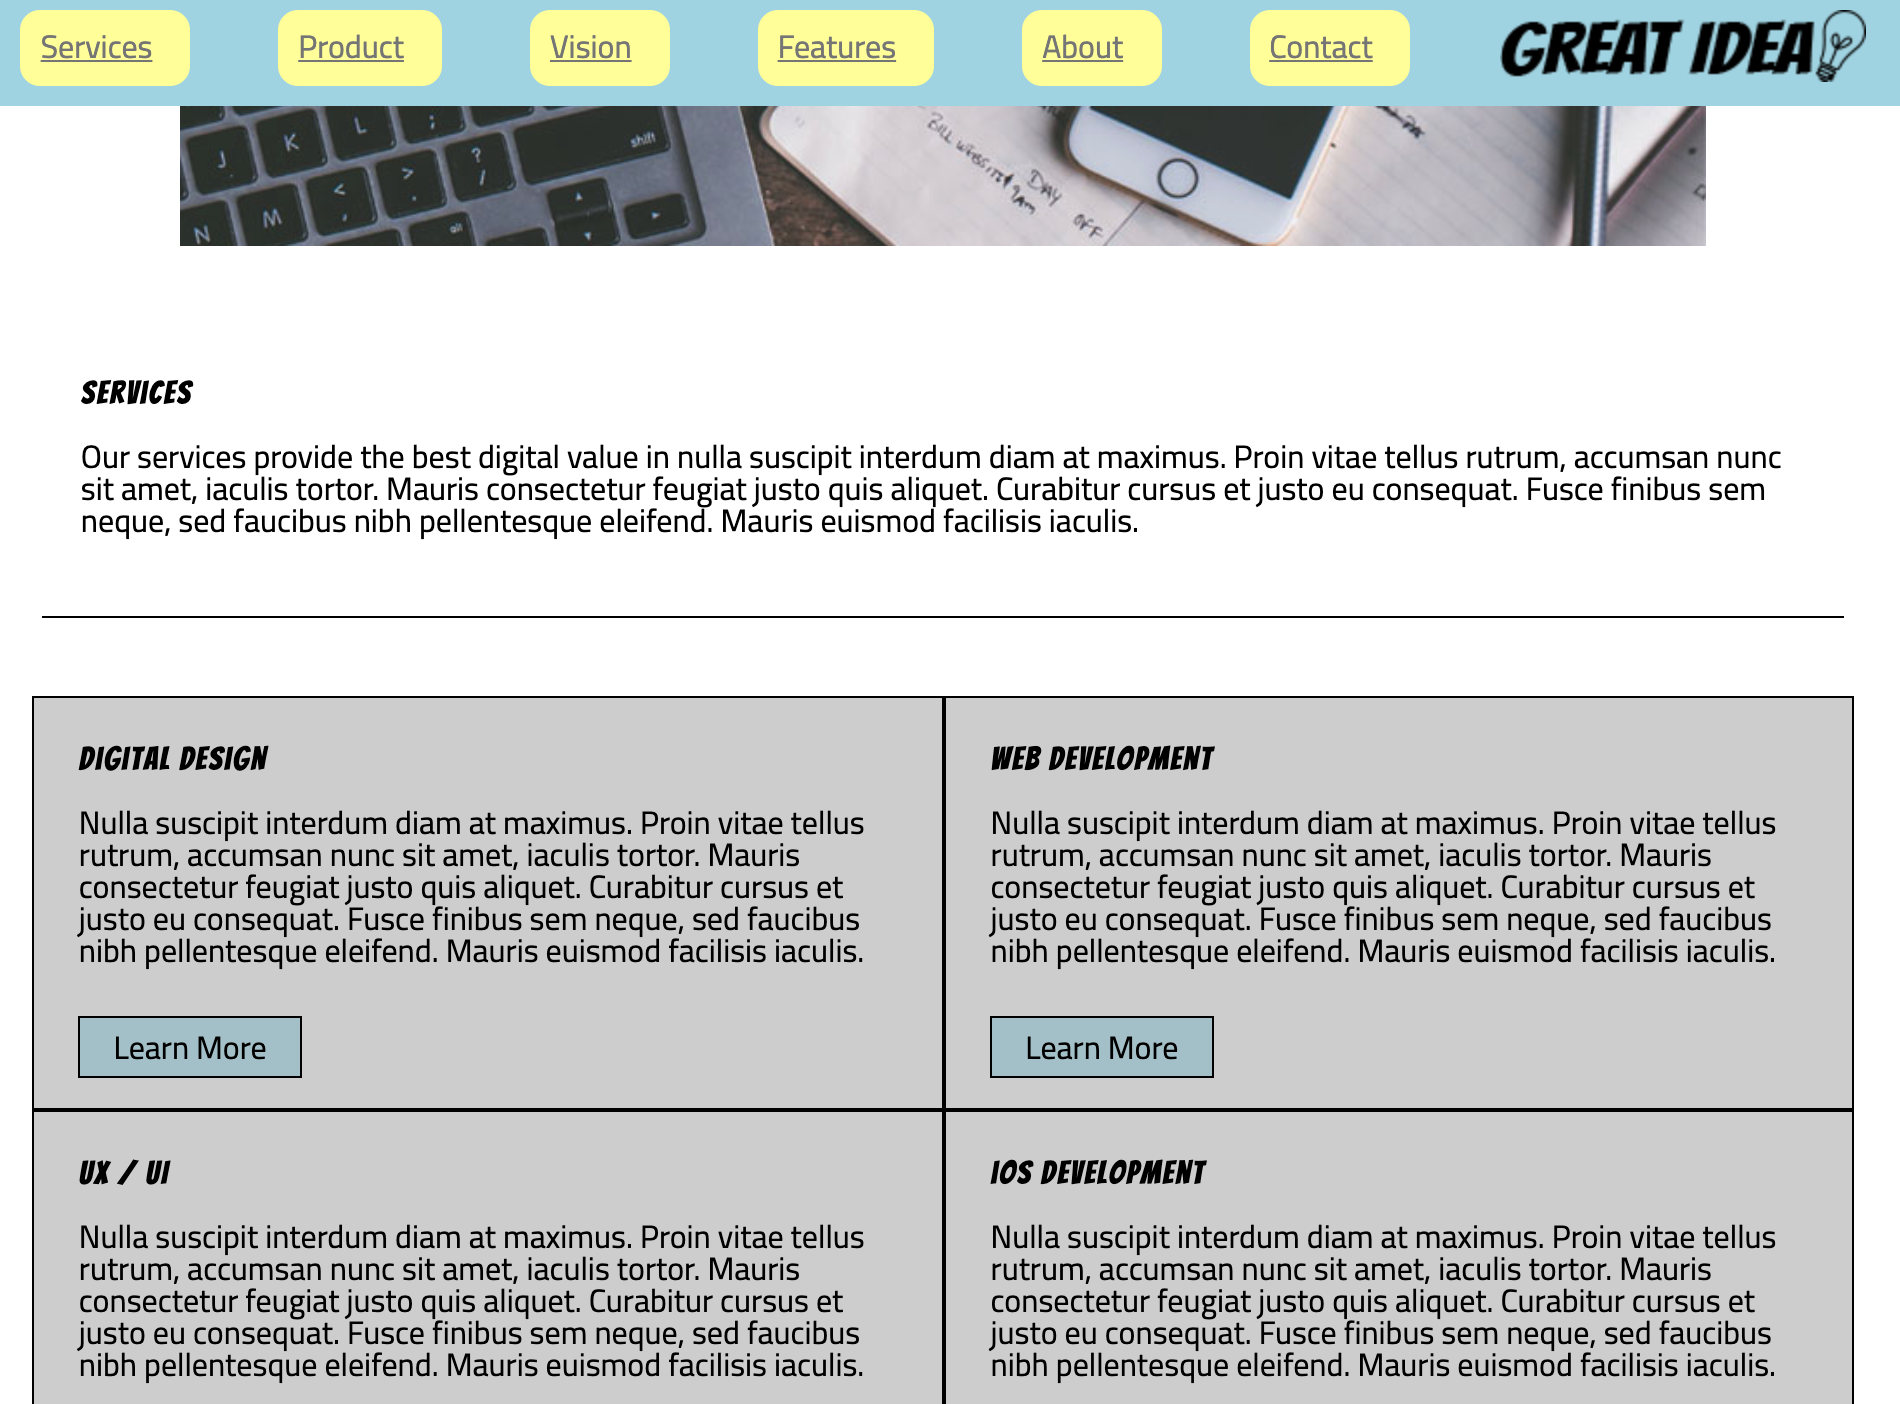 Services Product Vision Features About Contact GREAT IDEA
L ;
K shift
J ? /
< , > .
N M alt
BILL WEBSITE 9am
DAY OFF
SERVICES
Our services provide the best digital value in nulla suscipit interdum diam at maximus. Proin vitae tellus rutrum, accumsan nunc
sit amet, iaculis tortor. Mauris consectetur feugiat justo quis aliquet. Curabitur cursus et justo eu consequat. Fusce finibus sem
neque, sed faucibus nibh pellentesque eleifend. Mauris euismod facilisis iaculis.
DIGITAL DESIGN
Nulla suscipit interdum diam at maximus. Proin vitae tellus
rutrum, accumsan nunc sit amet, iaculis tortor. Mauris
consectetur feugiat justo quis aliquet. Curabitur cursus et
justo eu consequat. Fusce finibus sem neque, sed faucibus
nibh pellentesque eleifend. Mauris euismod facilisis iaculis.
Learn More
WEB DEVELOPMENT
Nulla suscipit interdum diam at maximus. Proin vitae tellus
rutrum, accumsan nunc sit amet, iaculis tortor. Mauris
consectetur feugiat justo quis aliquet. Curabitur cursus et
justo eu consequat. Fusce finibus sem neque, sed faucibus
nibh pellentesque eleifend. Mauris euismod facilisis iaculis.
Learn More
UX / UI
Nulla suscipit interdum diam at maximus. Proin vitae tellus
rutrum, accumsan nunc sit amet, iaculis tortor. Mauris
consectetur feugiat justo quis aliquet. Curabitur cursus et
justo eu consequat. Fusce finibus sem neque, sed faucibus
nibh pellentesque eleifend. Mauris euismod facilisis iaculis.
IOS DEVELOPMENT
Nulla suscipit interdum diam at maximus. Proin vitae tellus
rutrum, accumsan nunc sit amet, iaculis tortor. Mauris
consectetur feugiat justo quis aliquet. Curabitur cursus et
justo eu consequat. Fusce finibus sem neque, sed faucibus
nibh pellentesque eleifend. Mauris euismod facilisis iaculis.